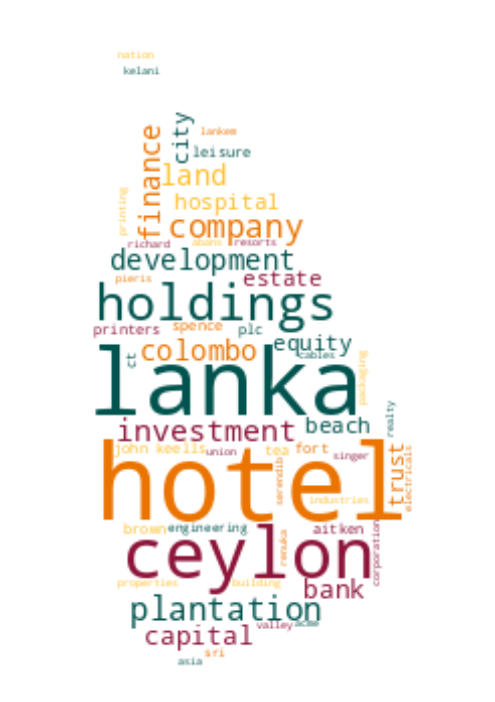 nation
kelani
city
lankem
finance
leisure
land
printing
hospital
company
richard
abans
resorts
development
pieris
estate
holdings
printers
spence
plc
equity
colombo
ct
cables
packaging
lanka
investment
beach
realty
john keells
union
tea
fort
singer
trust
electricals
serendib
hotel
industries
brown
engineering
aitken
renuka
corporation
ceylon
properties
building
bank
plantation
capital
valley
acme
sri
asia